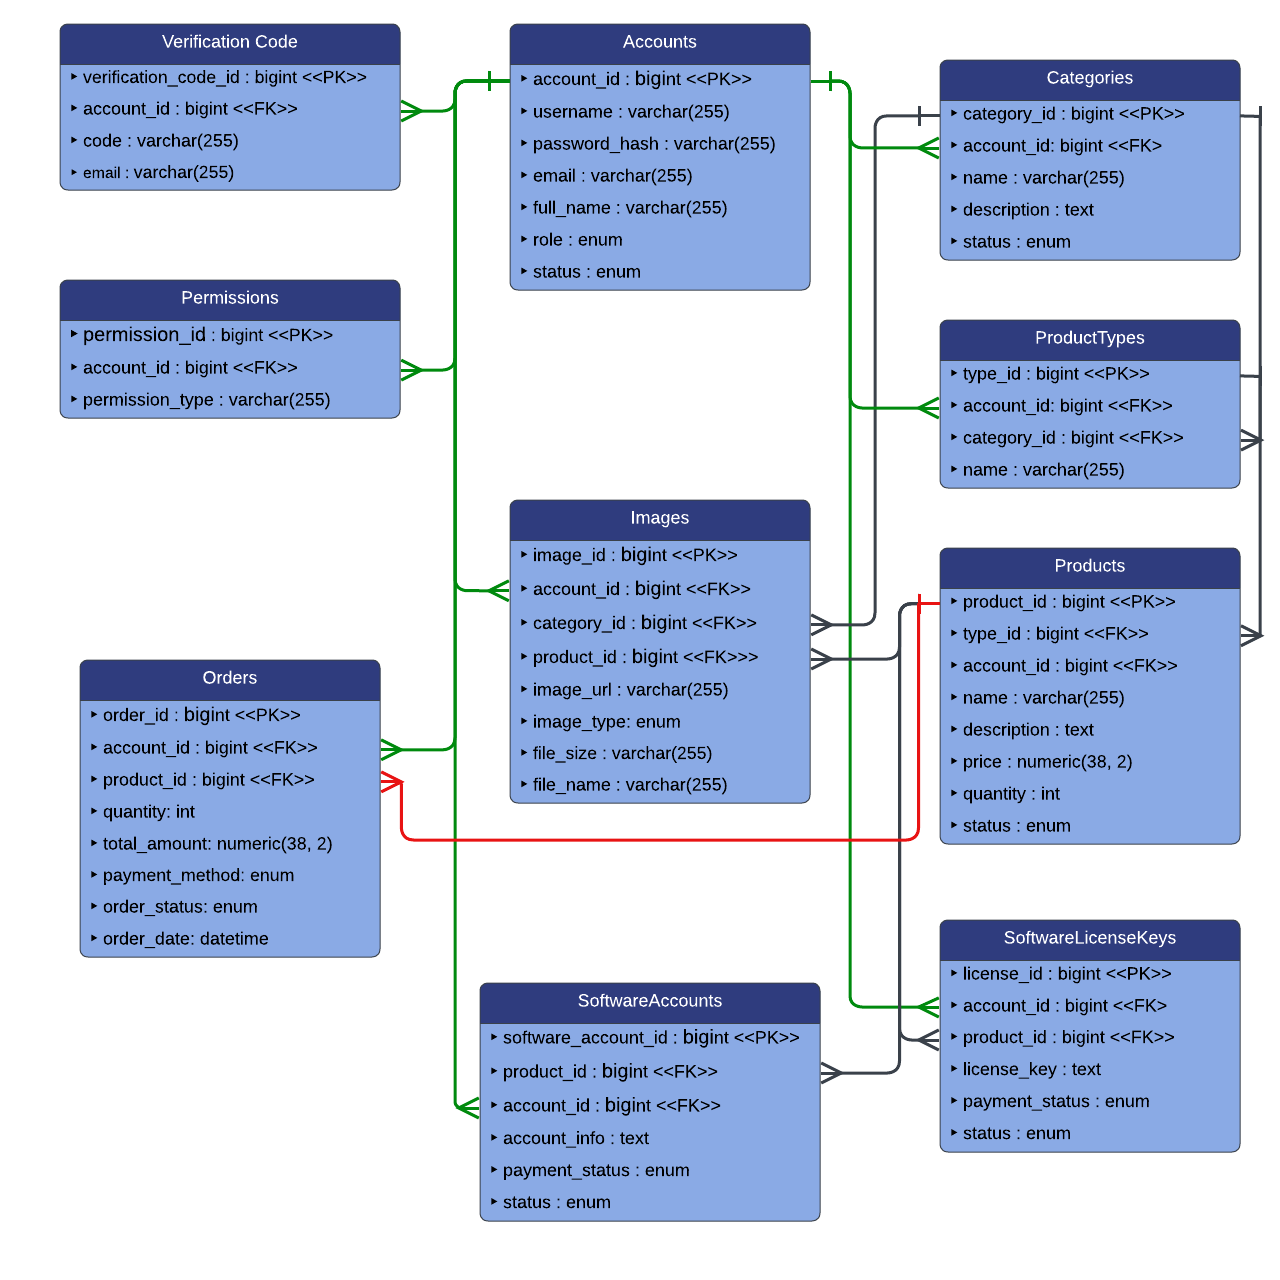 Verification Code
verification_code_id : bigint <<PK>>
account_id : bigint <<FK>>
code : varchar(255)
email : varchar(255)
Accounts
account_id : bigint <<PK>>
username : varchar(255)
password_hash : varchar(255)
email : varchar(255)
full_name : varchar(255)
role : enum
status : enum
Categories
category_id : bigint <<PK>>
account_id: bigint <<FK>
name : varchar(255)
description : text
status : enum
Permissions
permission_id : bigint <<PK>>
account_id : bigint <<FK>>
permission_type : varchar(255)
ProductTypes
type_id : bigint <<PK>>
account_id: bigint <<FK>>
category_id : bigint <<FK>>
name : varchar(255)
Images
image_id : bigint <<PK>>
account_id : bigint <<FK>>
category_id : bigint <<FK>>
product_id : bigint <<FK>>>
image_url : varchar(255)
image_type: enum
file_size : varchar(255)
file_name : varchar(255)
Products
product_id : bigint <<PK>>
type_id : bigint <<FK>>
account_id : bigint <<FK>>
name : varchar(255)
description : text
price : numeric(38, 2)
quantity : int
status : enum
Orders
order_id : bigint <<PK>>
account_id : bigint <<FK>>
product_id : bigint <<FK>>
quantity: int
total_amount: numeric(38, 2)
payment_method: enum
order_status: enum
order_date: datetime
SoftwareAccounts
software_account_id : bigint <<PK>>
product_id : bigint <<FK>>
account_id : bigint <<FK>>
account_info : text
payment_status : enum
status : enum
SoftwareLicenseKeys
license_id : bigint <<PK>>
account_id : bigint <<FK>
product_id : bigint <<FK>>
license_key : text
payment_status : enum
status : enum